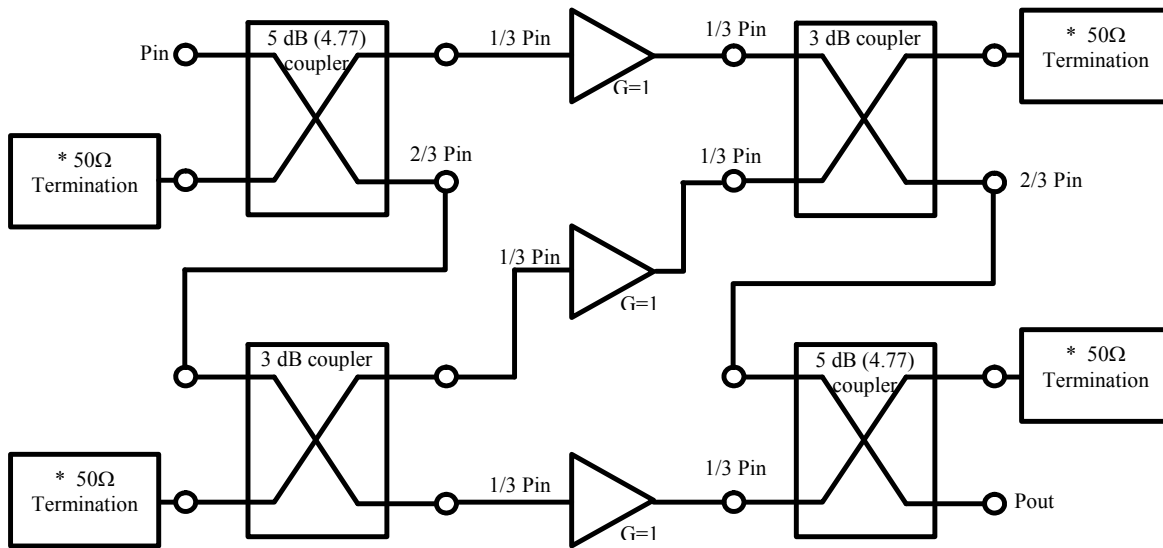 Pin
5 dB (4.77)
coupler
1/3 Pin
G=1
1/3 Pin
3 dB coupler
* 50Ω
Termination
* 50Ω
Termination
2/3 Pin
1/3 Pin
2/3 Pin
1/3 Pin
G=1
3 dB coupler
5 dB (4.77)
coupler
* 50Ω
Termination
* 50Ω
Termination
1/3 Pin
G=1
1/3 Pin
Pout